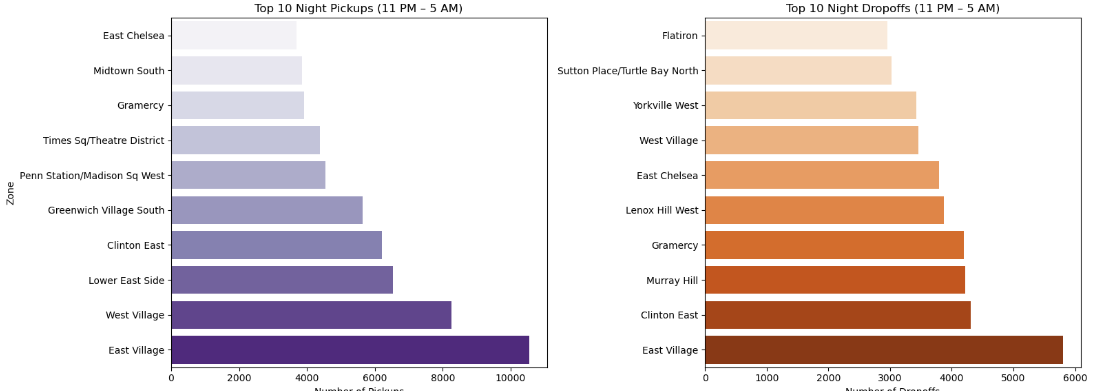 Top 10 Night Pickups (11 PM – 5 AM)
Zone
East Chelsea
Midtown South
Gramercy
Times Sq/Theatre District
Penn Station/Madison Sq West
Greenwich Village South
Clinton East
Lower East Side
West Village
East Village
0 2000 4000 6000 8000 10000
Number of Pickups
Top 10 Night Dropoffs (11 PM – 5 AM)
Flatiron
Sutton Place/Turtle Bay North
Yorkville West
West Village
East Chelsea
Lenox Hill West
Gramercy
Murray Hill
Clinton East
East Village
0 1000 2000 3000 4000 5000 6000
Number of Dropoffs